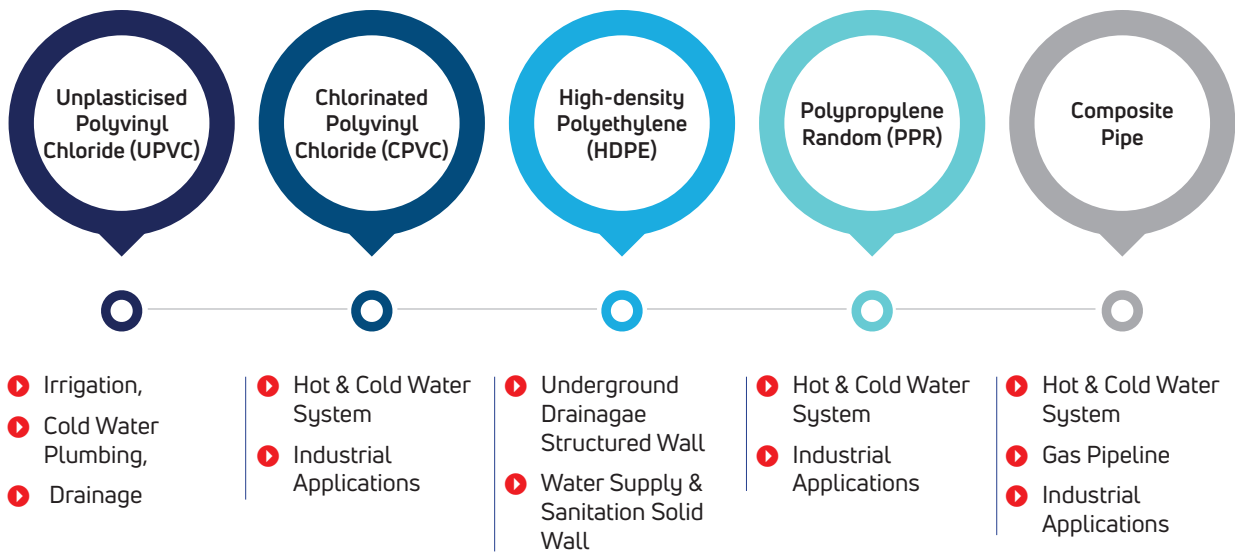 Unplasticised
Polyvinyl
Chloride (UPVC)
Chlorinated
Polyvinyl
Chloride (CPVC)
High-density
Polyethylene
(HDPE)
Polypropylene
Random (PPR)
Composite
Pipe
Irrigation,
Cold Water
Plumbing,
Drainage
Hot & Cold Water
System
Industrial
Applications
Underground
Drainagae
Structured Wall
Water Supply &
Sanitation Solid
Wall
Hot & Cold Water
System
Industrial
Applications
Hot & Cold Water
System
Gas Pipeline
Industrial
Applications